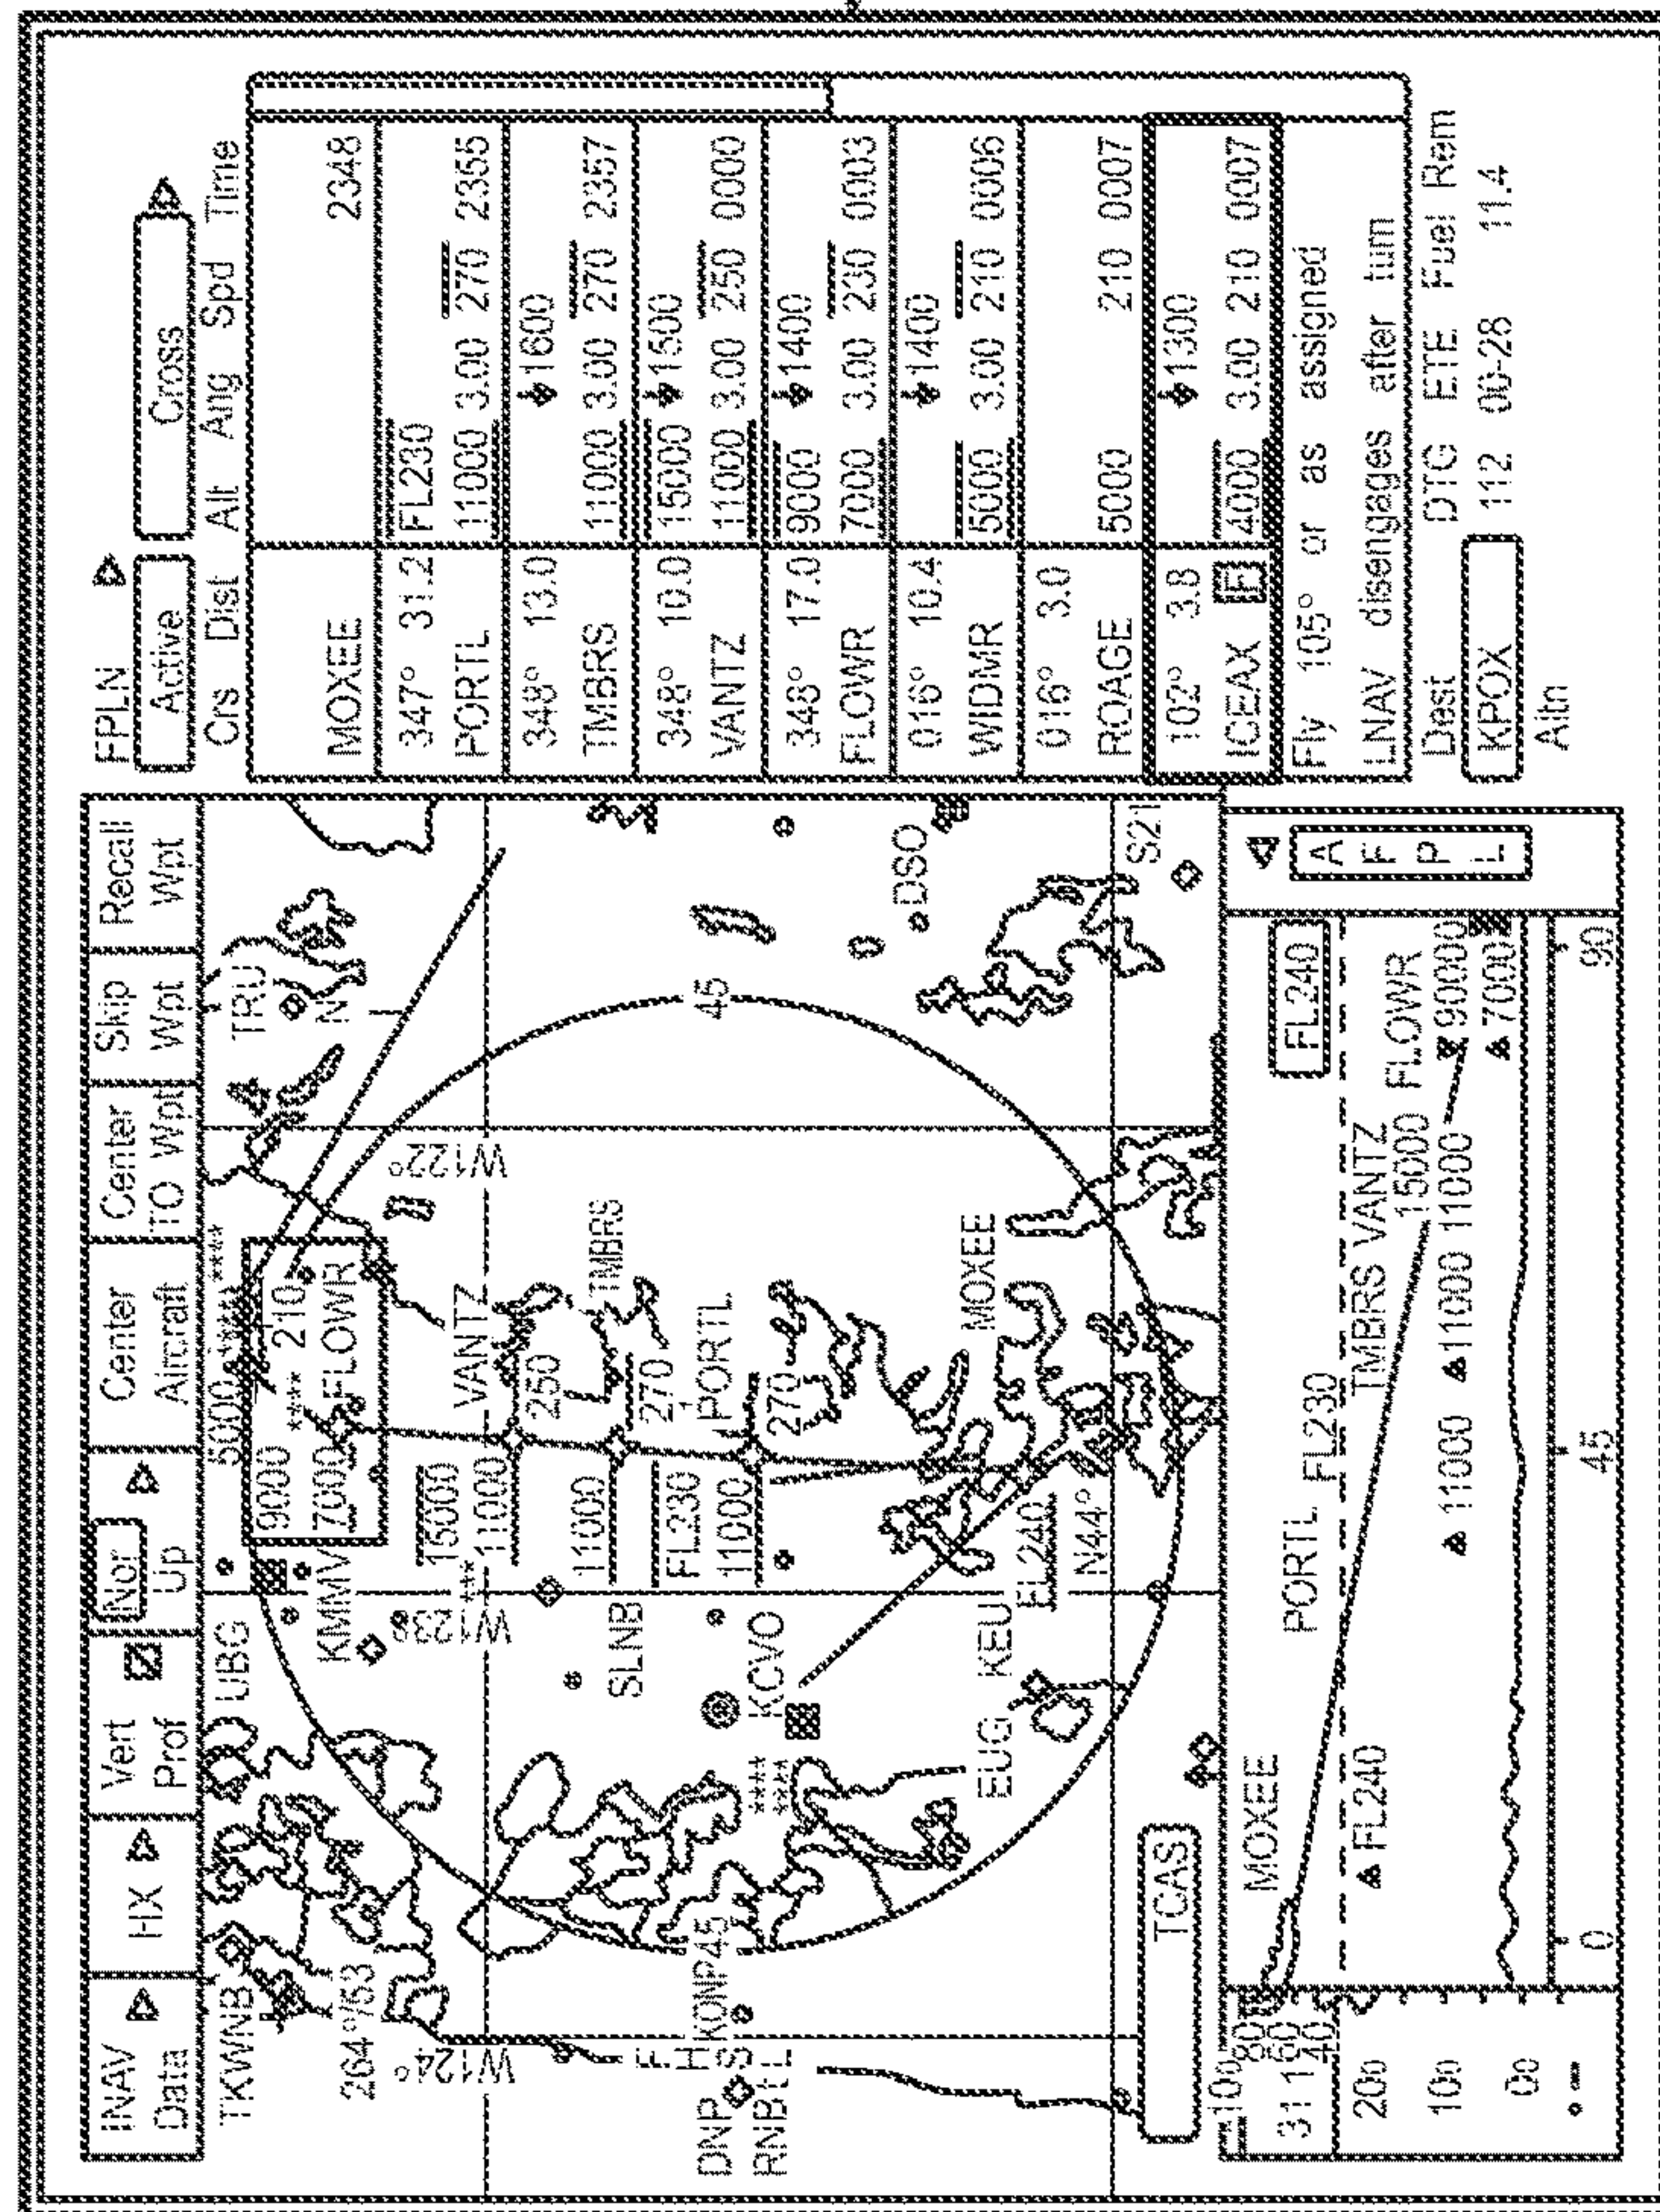 INAV Data
HX
Vert Prof
Nor Up
Center Aircraft
Center TO Wpt
Skip Wpt
Recall Wpt
TKWNB
UBG
5000
****
TRU
N
264°/53
KMMV
9000
**** 210
7000 FLOWR
W124°
W123°
W122°
15000
11000
VANTZ
250
SLNB
11000
TMBRS
270
45
KONP45
DNP
RNBt
KCVO
FL230
11000
PORTL
270
DSO
****
****
EUG
KEU
MOXEE
FL240
N44°
S21
TCAS
MOXEE
PORTL FL230
FL240
TMBRS VANTZ
15000 FLOWR
FL240
11000
11000 11000
90000
7000
200
100
0
45
90
A
F
P
L
FPLN
Active
Cross
Crs Dist Alt Ang Spd Time
MOXEE 2348
347° 31.2 FL230
PORTL 11000 3.00 270 2355
348° 13.0 1600
TMBRS 11000 3.00 270 2357
348° 10.0 15000 1500
VANTZ 11000 3.00 250 0000
348° 17.0 9000 1400
FLOWR 7000 3.00 230 0003
016° 10.4 1400
WIDMR 5000 3.00 210 0006
016° 3.0
ROAGE 5000 210 0007
102° 3.8 1300
ICEAX 4000 3.00 210 0007
Fly 105° or as assigned
LNAV disengages after turn
Dest DTG ETE Fuel Rem
KPOX 112 00-28 11.4
Altn